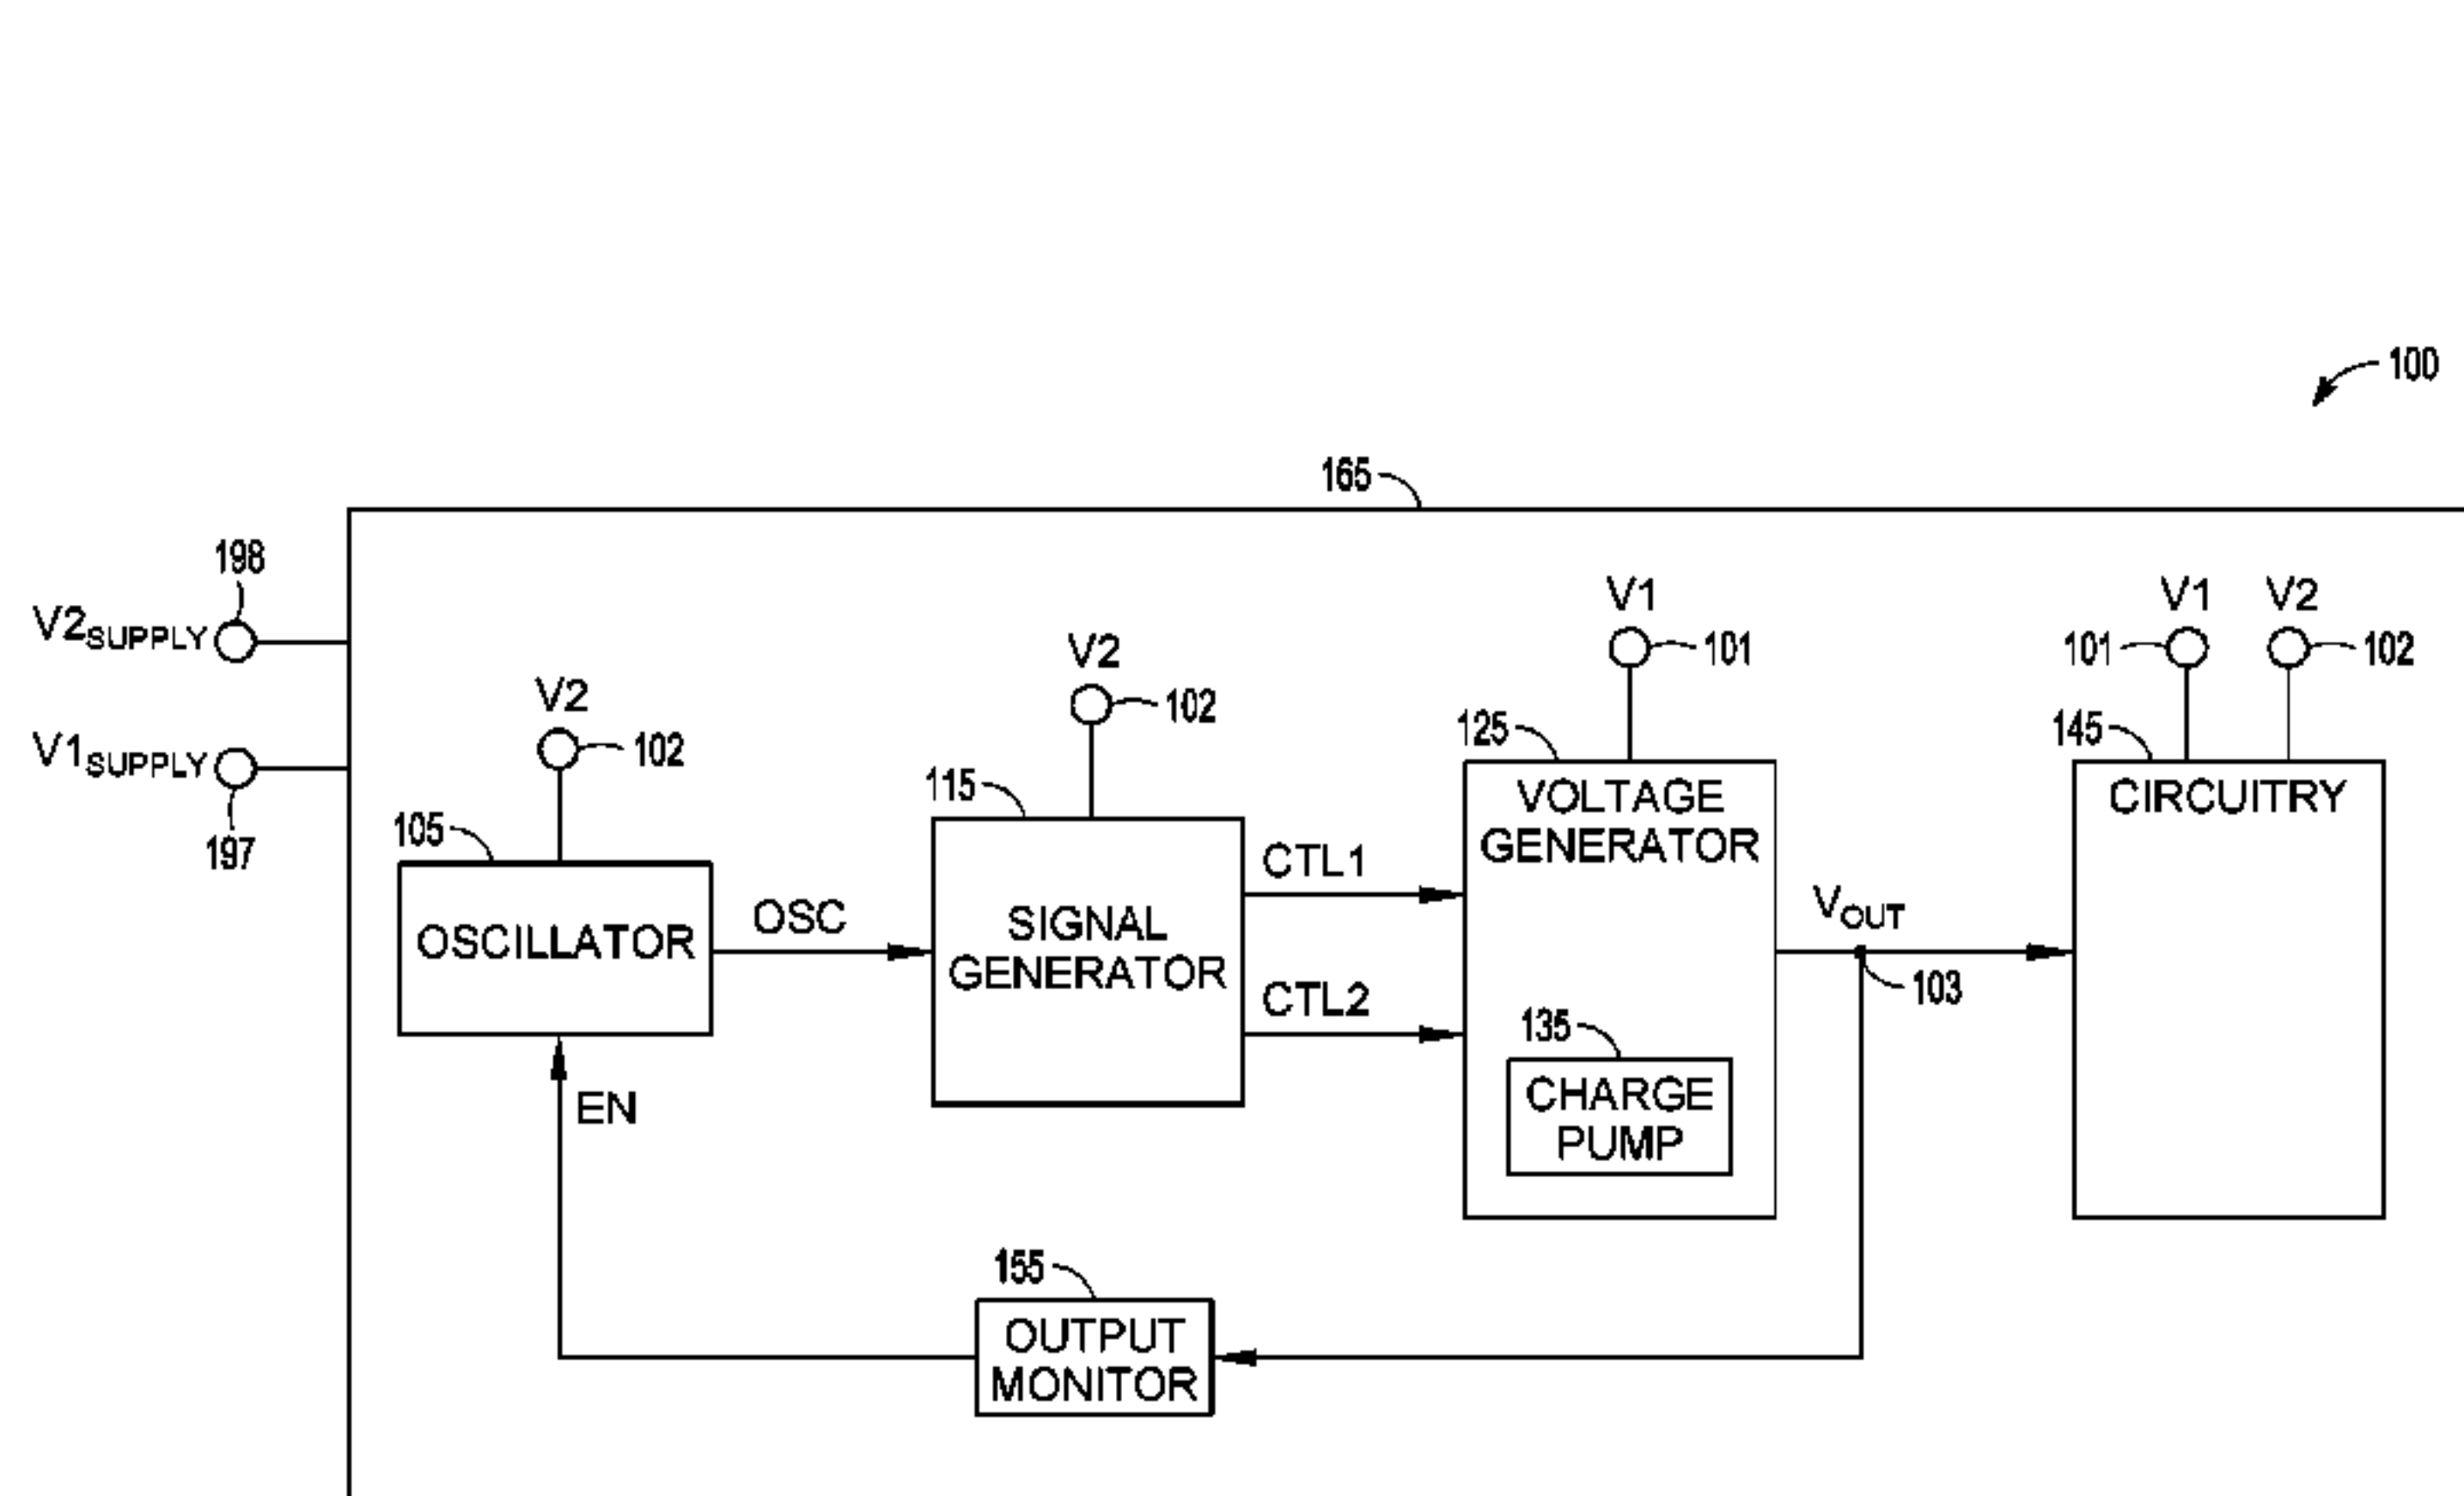 100
165
198
V2SUPPLY
V1SUPPLY
197
V2
102
105
OSCILLATOR
OSC
EN
V2
102
115
SIGNAL
GENERATOR
CTL1
CTL2
V1
101
125
VOLTAGE
GENERATOR
135
CHARGE
PUMP
VOUT
103
V1
V2
101
102
145
CIRCUITRY
155
OUTPUT
MONITOR